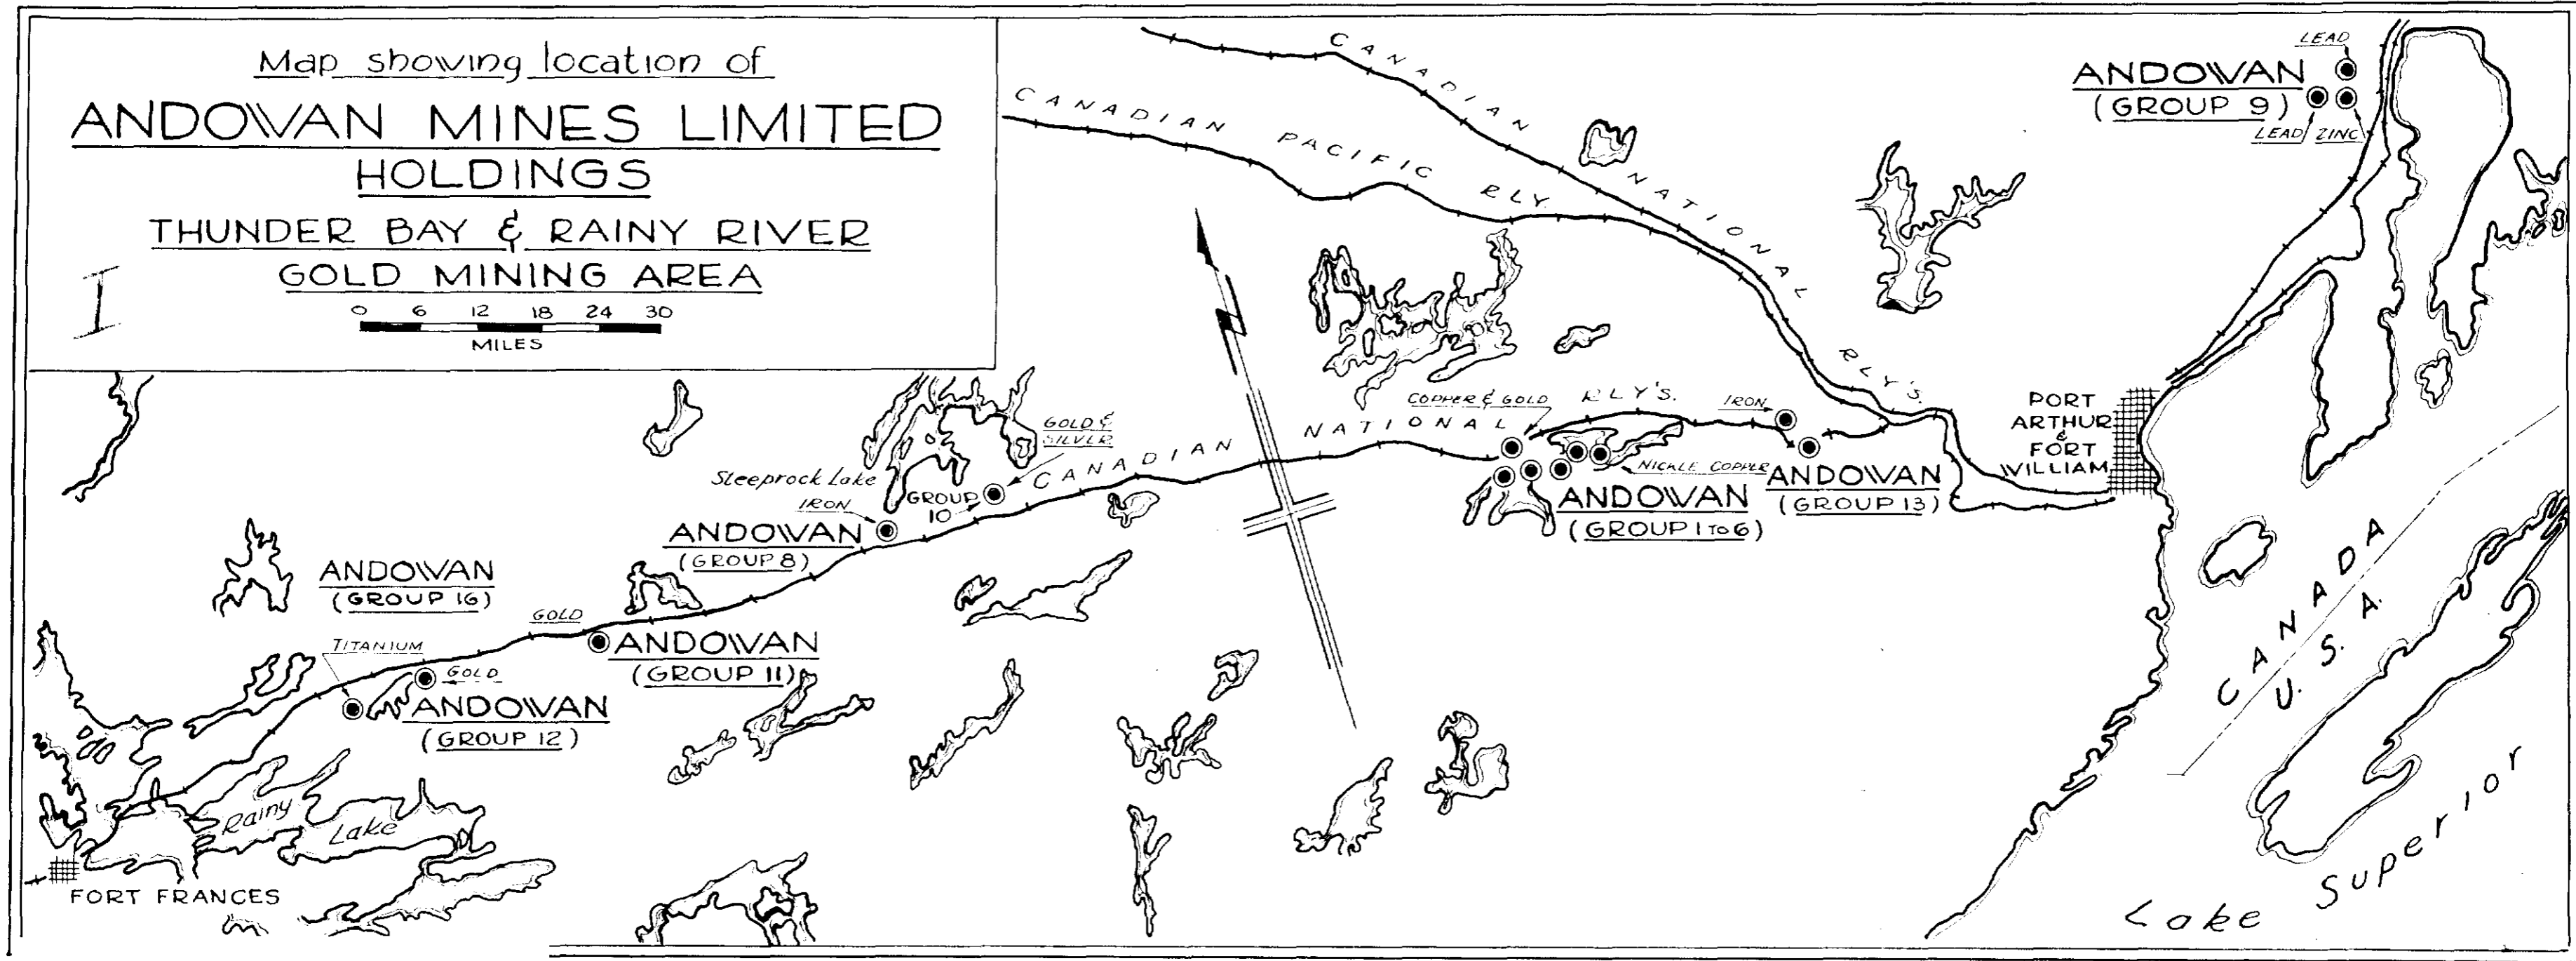 Map showing location of
ANDOWAN MINES LIMITED
HOLDINGS
THUNDER BAY & RAINY RIVER
GOLD MINING AREA
I
0 6 12 18 24 30
MILES
CANADIAN NATIONAL RLY'S.
CANADIAN PACIFIC RLY.
LEAD
ANDOWAN
(GROUP 9)
LEAD ZINC
COPPER & GOLD
CANADIAN NATIONAL RLY'S.
IRON
PORT
ARTHUR
&
FORT
WILLIAM
GOLD &
SILVER
Steeprock Lake
IRON
GROUP
10
NICKLE COPPER
ANDOWAN
(GROUP 13)
ANDOWAN
(GROUP 1 TO 6)
ANDOWAN
(GROUP 8)
ANDOWAN
(GROUP 16)
GOLD
ANDOWAN
(GROUP 11)
TITANIUM
GOLD
ANDOWAN
(GROUP 12)
CANADA
U.S.A.
Rainy Lake
FORT FRANCES
Lake Superior